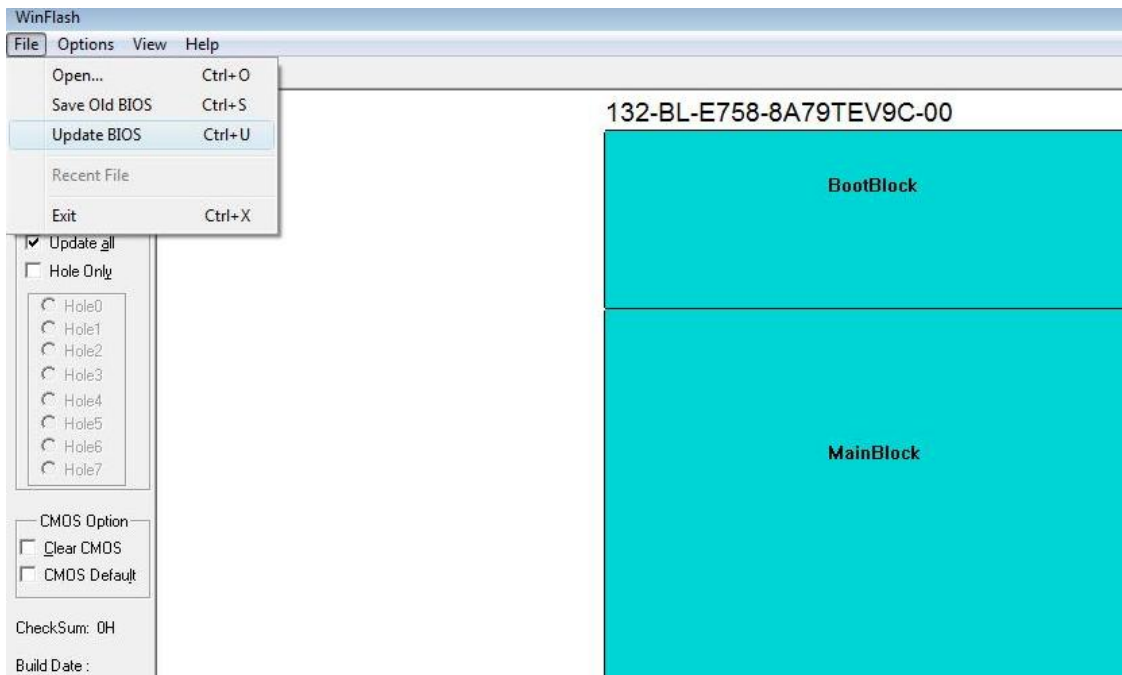 WinFlash
File Options View Help
Open... Ctrl+O
Save Old BIOS Ctrl+S
Update BIOS Ctrl+U
Recent File
Exit Ctrl+X
Update all
Hole Only
Hole0
Hole1
Hole2
Hole3
Hole4
Hole5
Hole6
Hole7
CMOS Option
Clear CMOS
CMOS Default
CheckSum: 0H
Build Date :
132-BL-E758-8A79TEV9C-00
BootBlock
MainBlock